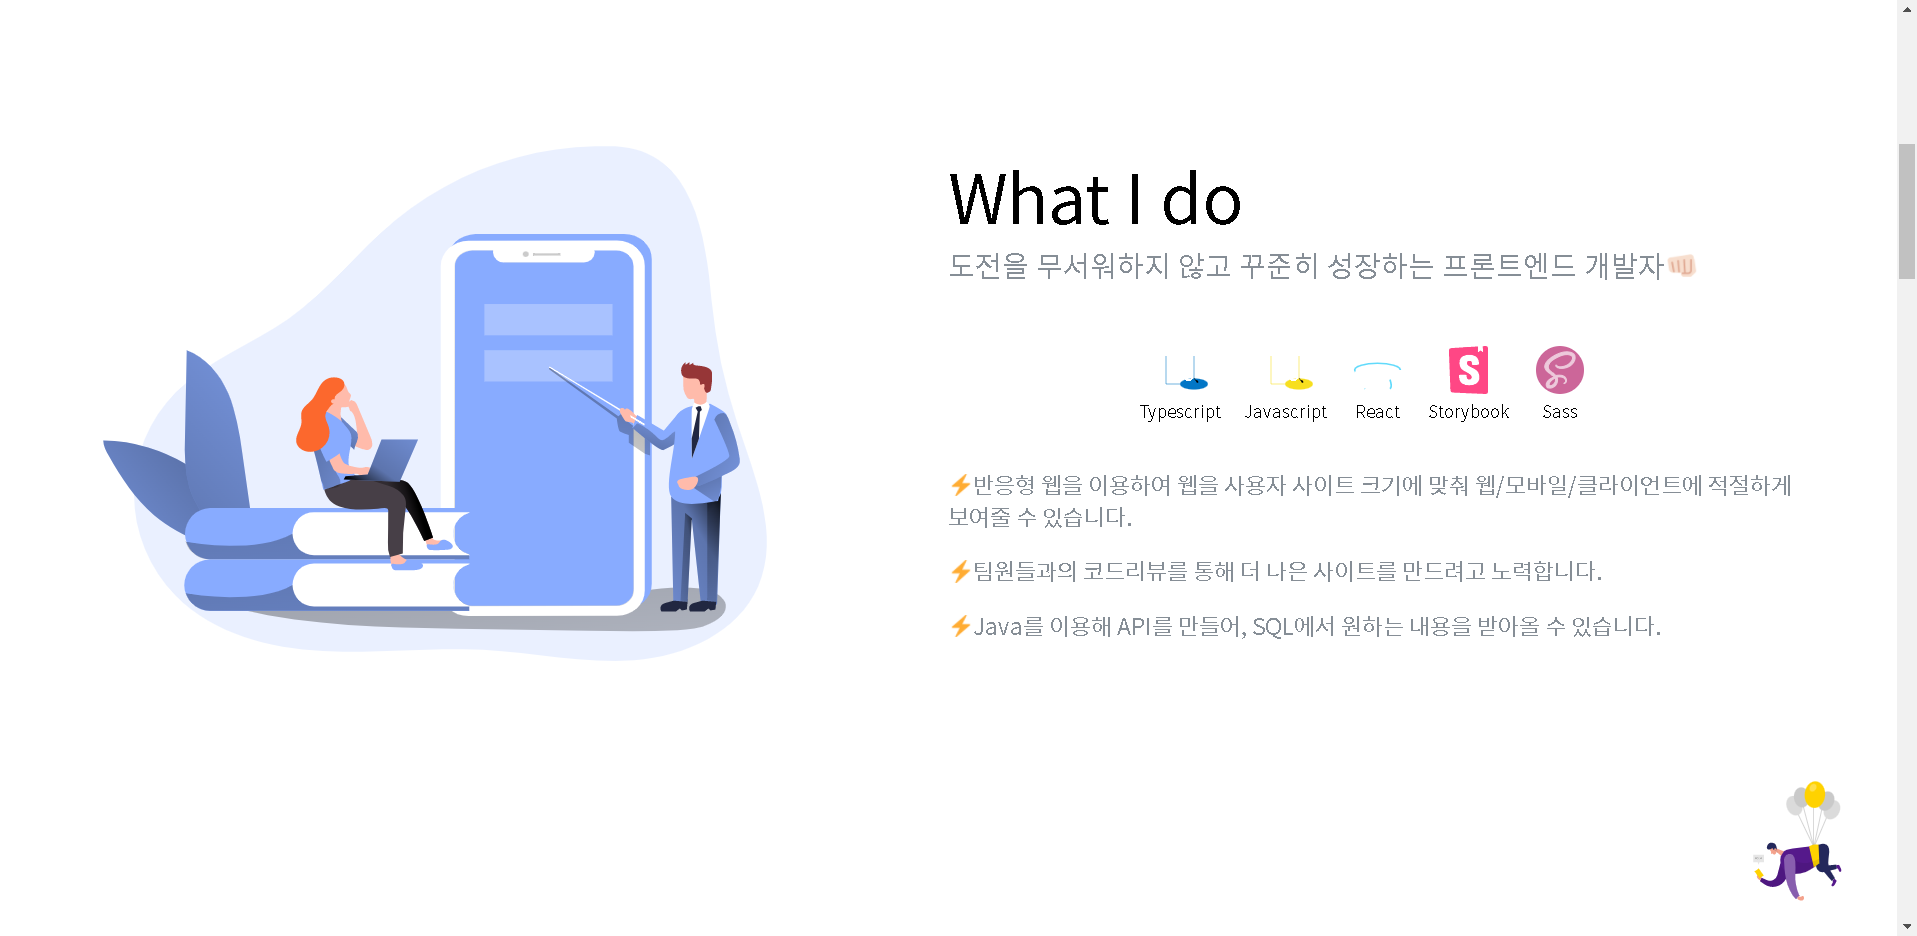 What I do
도전을 무서워하지 않고 꾸준히 성장하는 프론트엔드 개발자👊🏻
Typescript Javascript React Storybook Sass
⚡반응형 웹을 이용하여 웹을 사용자 사이트 크기에 맞춰 웹/모바일/클라이언트에 적절하게
보여줄 수 있습니다.
⚡팀원들과의 코드리뷰를 통해 더 나은 사이트를 만드려고 노력합니다.
⚡Java를 이용해 API를 만들어, SQL에서 원하는 내용을 받아올 수 있습니다.